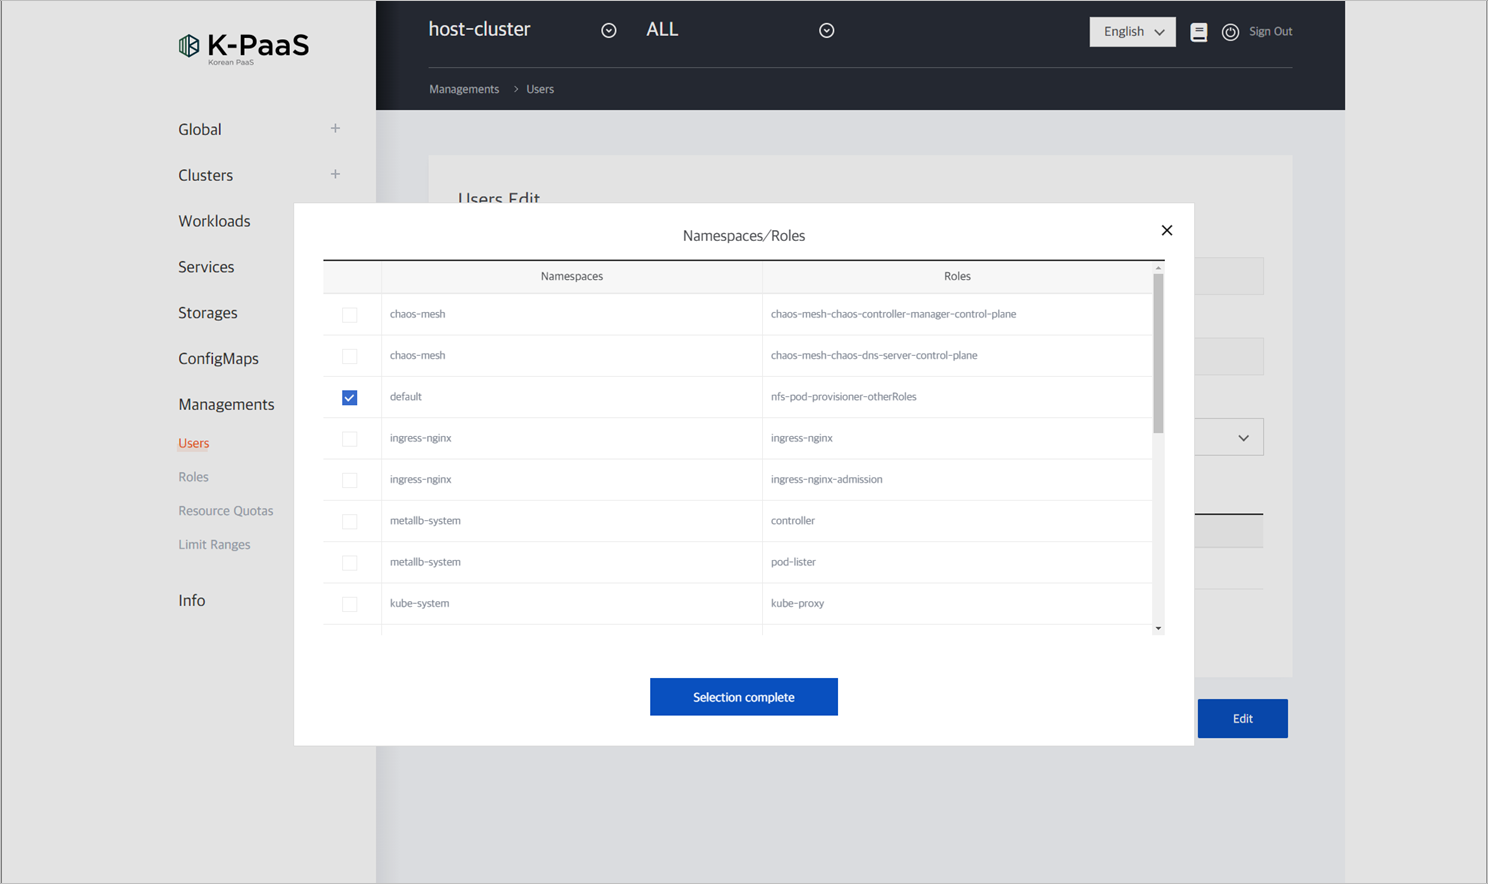 K-PaaS
Korean PaaS
host-cluster
ALL
English
Sign Out
Managements > Users
Global
Clusters
Workloads
Services
Storages
ConfigMaps
Managements
Users
Roles
Resource Quotas
Limit Ranges
Info
Users Edit
Namespaces/Roles
Namespaces Roles
chaos-mesh chaos-mesh-chaos-controller-manager-control-plane
chaos-mesh chaos-mesh-chaos-dns-server-control-plane
default nfs-pod-provisioner-otherRoles
ingress-nginx ingress-nginx
ingress-nginx ingress-nginx-admission
metallb-system controller
metallb-system pod-lister
kube-system kube-proxy
Selection complete
Edit